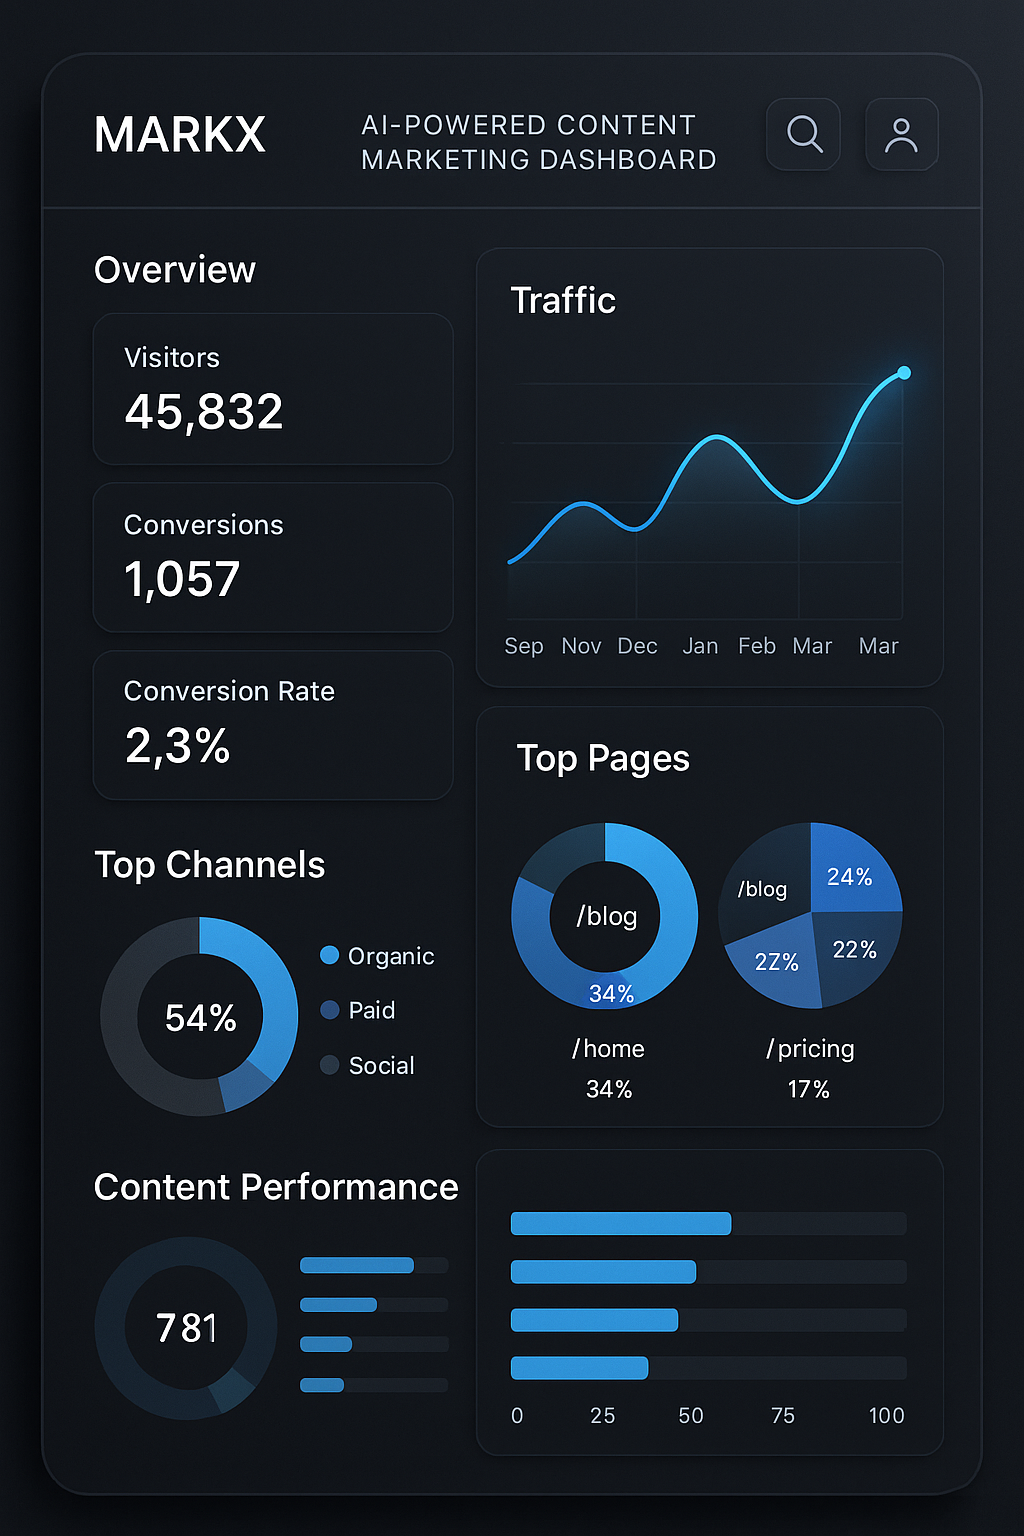 MARKX
AI-POWERED CONTENT
MARKETING DASHBOARD
Overview
Visitors
45,832
Conversions
1,057
Conversion Rate
2,3%
Traffic
Sep Nov Dec Jan Feb Mar Mar
Top Channels
54%
Organic
Paid
Social
Top Pages
/blog
34%
/home
34%
/blog
24%
22%
2Z%
/pricing
17%
Content Performance
781
0 25 50 75 100